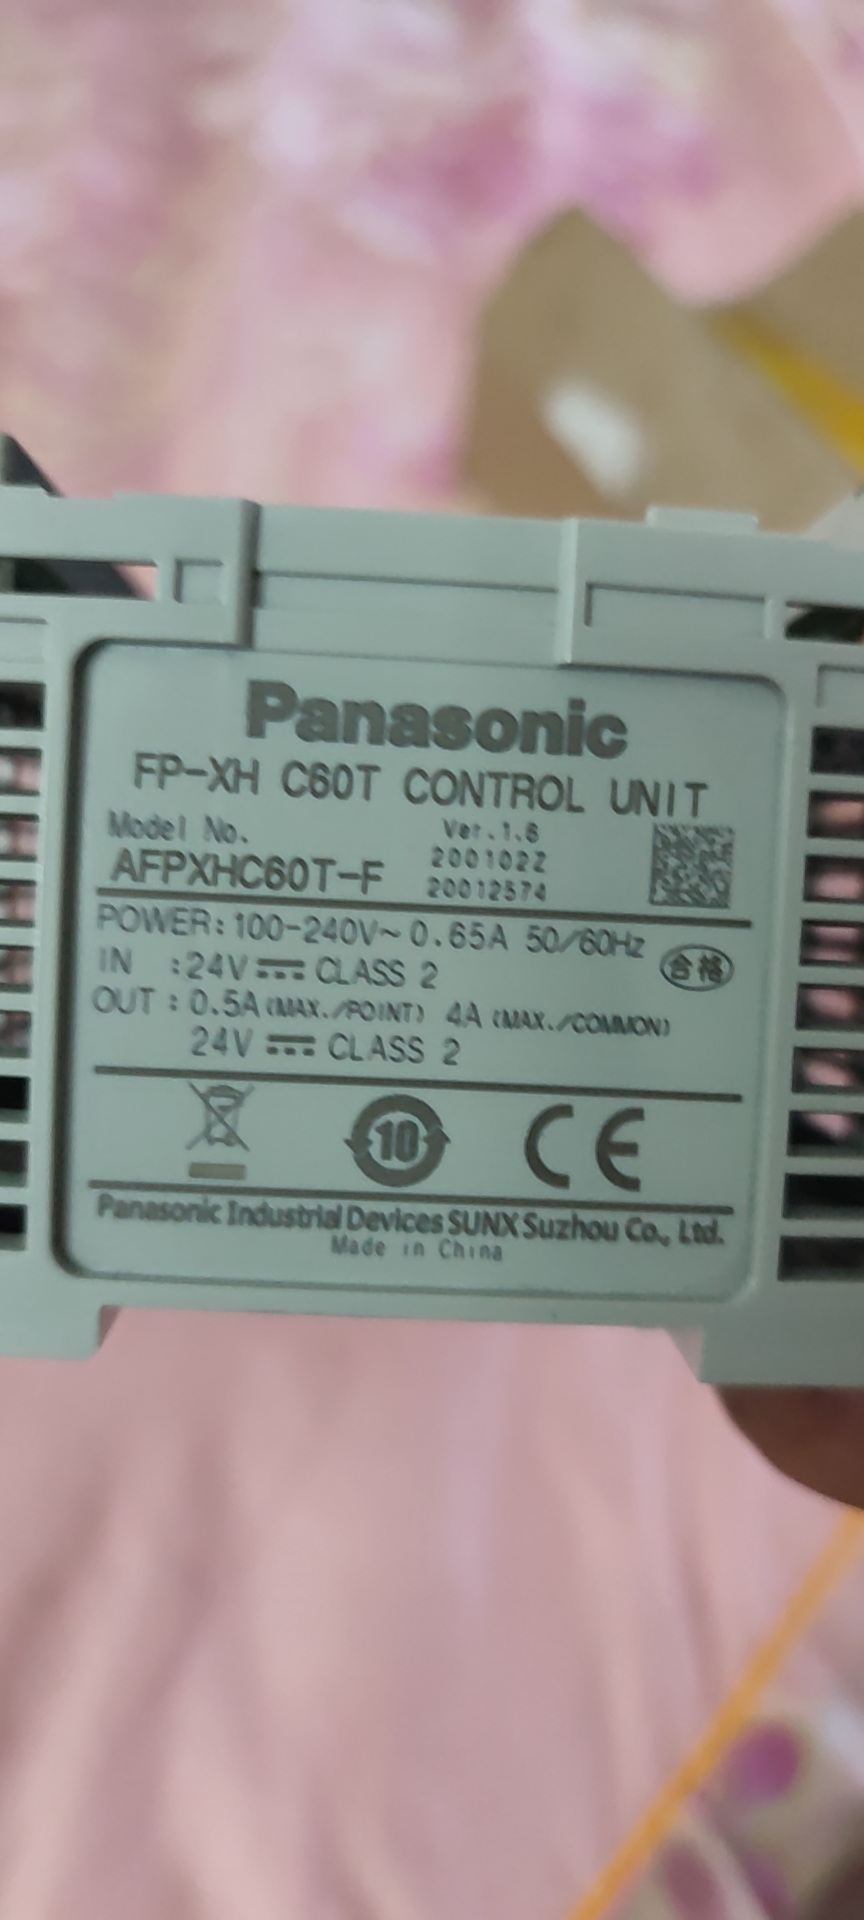 Panasonic
FP-XH C60T CONTROL UNIT
Model No.
AFPXHC60T-F
Ver.1.6
200102Z
20012574
POWER: 100-240V~ 0.65A 50/60Hz
IN : 24V⎓ CLASS 2
合格
OUT : 0.5A (MAX./POINT) 4A (MAX./COMMON)
24V⎓ CLASS 2
10
CE
Panasonic Industrial Devices SUNX Suzhou Co., Ltd.
Made in China